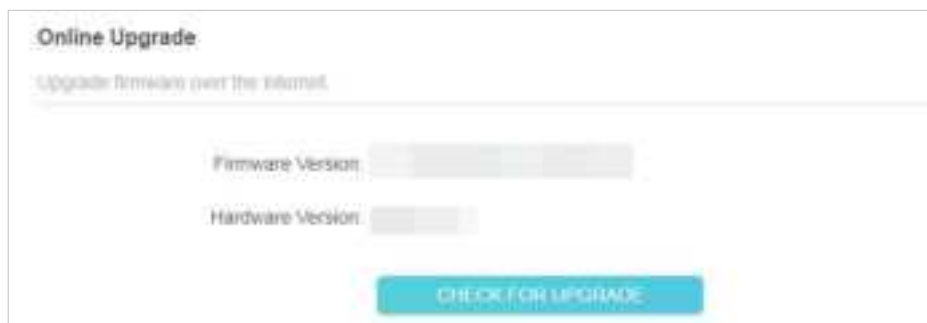 Online Upgrade
Upgrade firmware over the Internet.
Firmware Version:
Hardware Version:
CHECK FOR UPGRADE